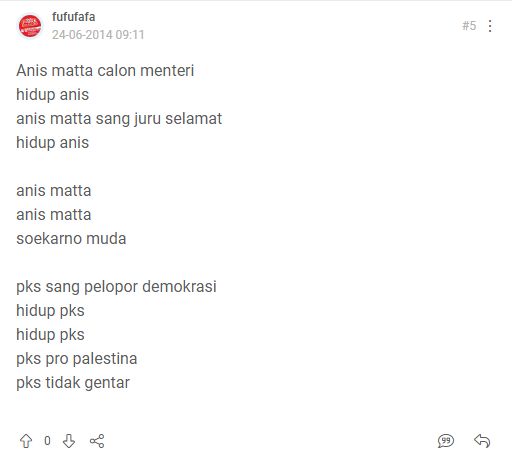 fufufafa
24-06-2014 09:11
#5
Anis matta calon menteri
hidup anis
anis matta sang juru selamat
hidup anis
anis matta
anis matta
soekarno muda
pks sang pelopor demokrasi
hidup pks
hidup pks
pks pro palestina
pks tidak gentar
0